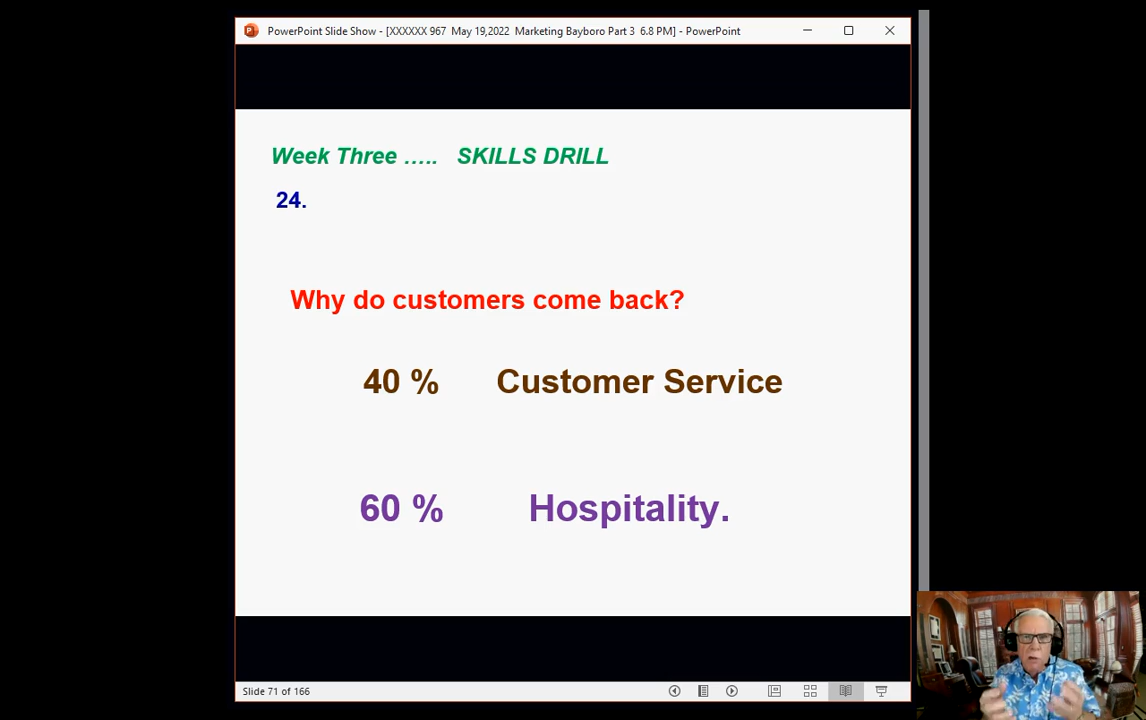 PowerPoint Slide Show - [XXXXXX 967 May 19,2022 Marketing Bayboro Part 3 6.8 PM] - PowerPoint
Week Three ..... SKILLS DRILL
24.
Why do customers come back?
40 % Customer Service
60 % Hospitality.
Slide 71 of 166